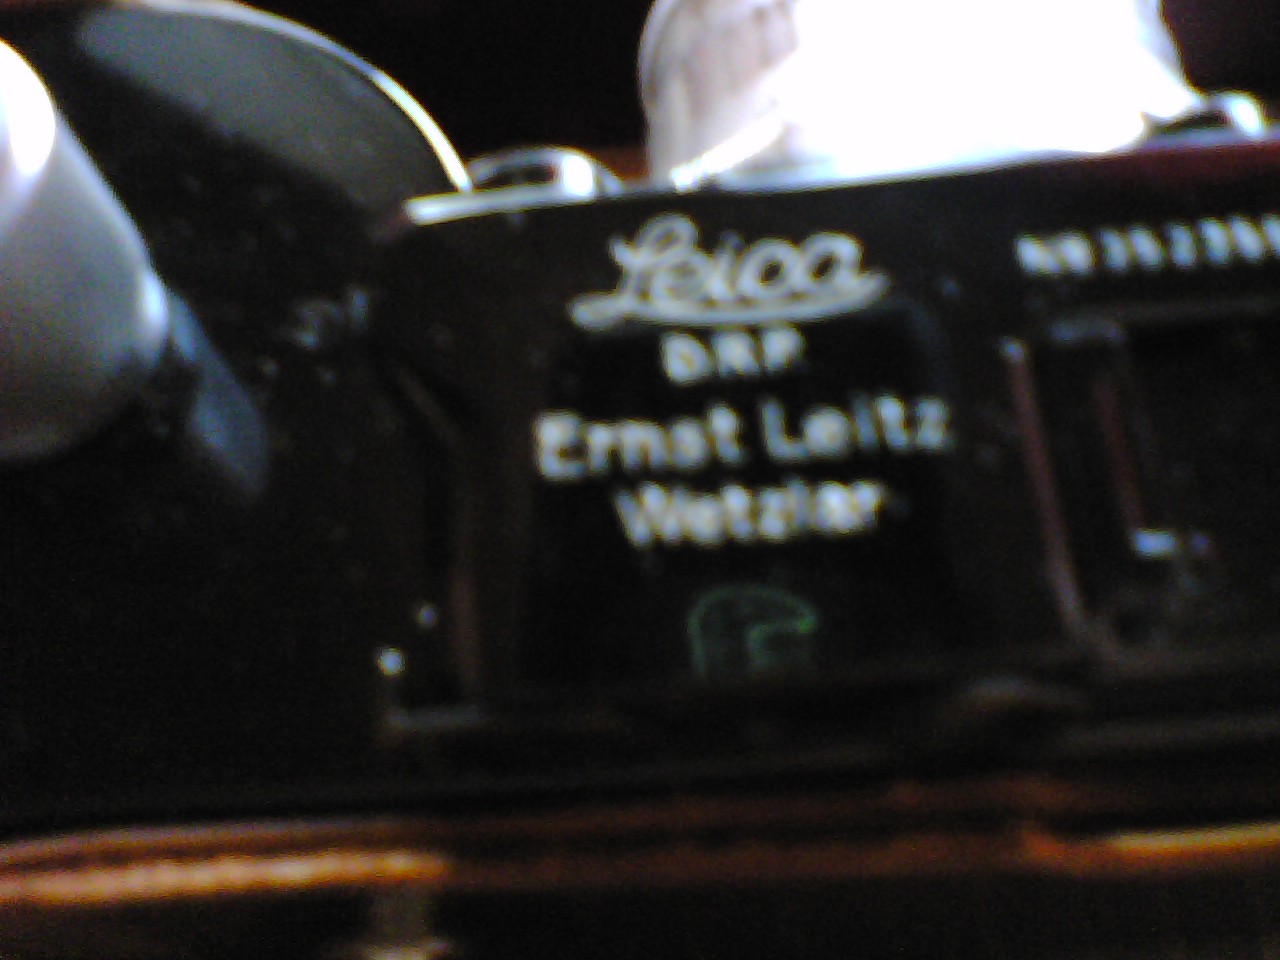 Leica
D.R.P.
Ernst Leitz
Wetzlar